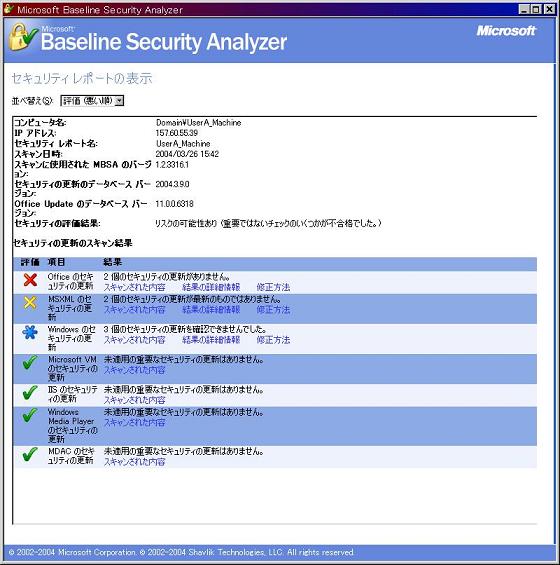 Microsoft Baseline Security Analyzer
Microsoft
Baseline Security Analyzer
Microsoft
セキュリティ レポートの表示
並べ替え(S): 評価 (悪い順)
コンピュータ名: Domain¥UserA_Machine
IP アドレス: 157.60.55.39
セキュリティ レポート名: UserA_Machine
スキャン日時: 2004/03/26 15:42
スキャンに使用された MBSA のバージ
ョン: 1.2.3316.1
セキュリティの更新のデータベース バー
ジョン: 2004.3.9.0
Office Update のデータベース バー
ジョン: 11.0.0.6318
セキュリティの評価結果: リスクの可能性あり (重要ではないチェックのいくつかが不合格でした。)
セキュリティの更新のスキャン結果
評価 項目 結果
Office のセキ
ュリティの更
新
2 個のセキュリティの更新がありません。
スキャンされた内容 結果の詳細情報 修正方法
MSXML のセ
キュリティの更
新
2 個のセキュリティの更新が最新のものではありません。
スキャンされた内容 結果の詳細情報 修正方法
Windows のセ
キュリティの更
新
3 個のセキュリティの更新を確認できませんでした。
スキャンされた内容 結果の詳細情報 修正方法
Microsoft VM
のセキュリティの
更新
未適用の重要なセキュリティの更新はありません。
スキャンされた内容
IIS のセキュリテ
ィの更新
未適用の重要なセキュリティの更新はありません。
スキャンされた内容
Windows
Media Player
のセキュリティの
更新
未適用の重要なセキュリティの更新はありません。
スキャンされた内容
MDAC のセキ
ュリティの更新
未適用の重要なセキュリティの更新はありません。
スキャンされた内容
© 2002-2004 Microsoft Corporation. © 2002-2004 Shavlik Technologies, LLC. All rights reserved.